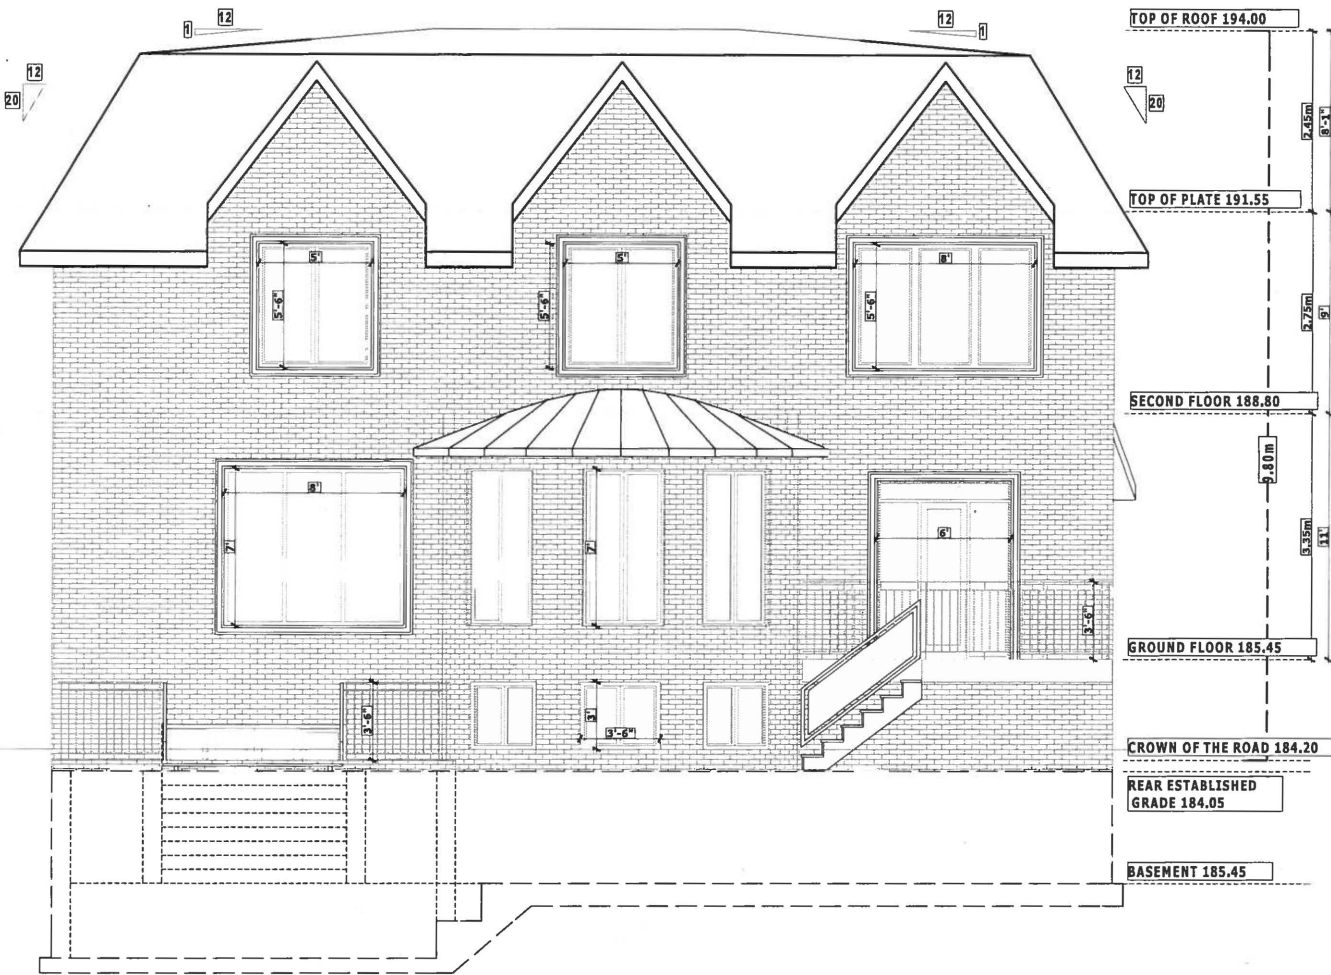 12
1
12
1
TOP OF ROOF 194.00
12
20
12
20
2.45m
8'-1"
TOP OF PLATE 191.55
5'
5'-6"
5'
5'-6"
8'
5'-6"
2.75m
9'
SECOND FLOOR 188.80
9.80m
8'
7'
7'
6'
3.35m
11'
3'-6"
GROUND FLOOR 185.45
3'-6"
3'
3'-6"
CROWN OF THE ROAD 184.20
REAR ESTABLISHED
GRADE 184.05
BASEMENT 185.45